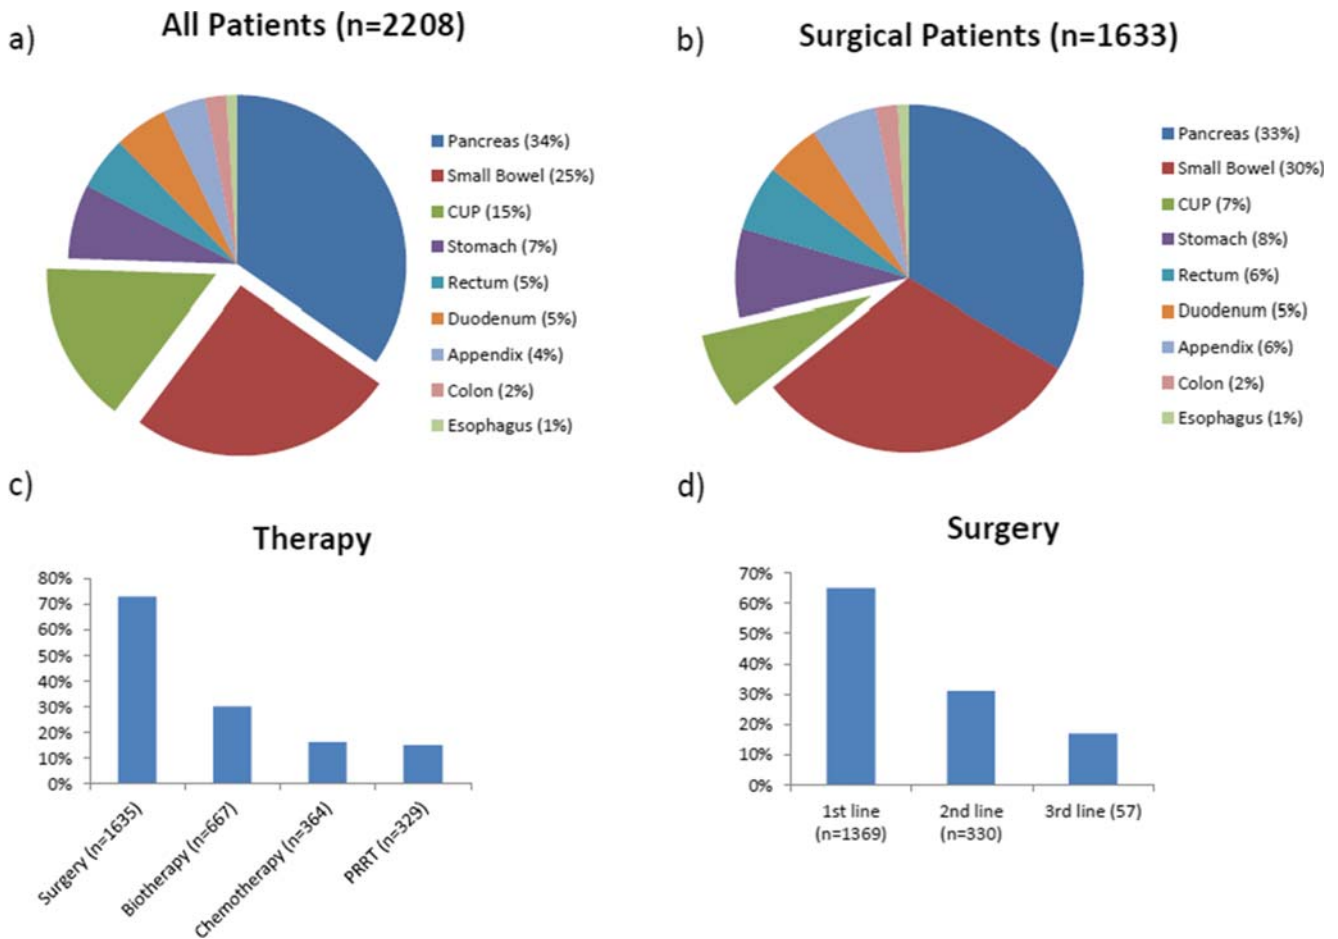 a)
All Patients (n=2208)
Pancreas (34%)
Small Bowel (25%)
CUP (15%)
Stomach (7%)
Rectum (5%)
Duodenum (5%)
Appendix (4%)
Colon (2%)
Esophagus (1%)
b)
Surgical Patients (n=1633)
Pancreas (33%)
Small Bowel (30%)
CUP (7%)
Stomach (8%)
Rectum (6%)
Duodenum (5%)
Appendix (6%)
Colon (2%)
Esophagus (1%)
c)
Therapy
80%
70%
60%
50%
40%
30%
20%
10%
0%
Surgery (n=1635)
Biotherapy (n=667)
Chemotherapy (n=364)
PRRT (n=329)
d)
Surgery
70%
60%
50%
40%
30%
20%
10%
0%
1st line
(n=1369)
2nd line
(n=330)
3rd line (57)